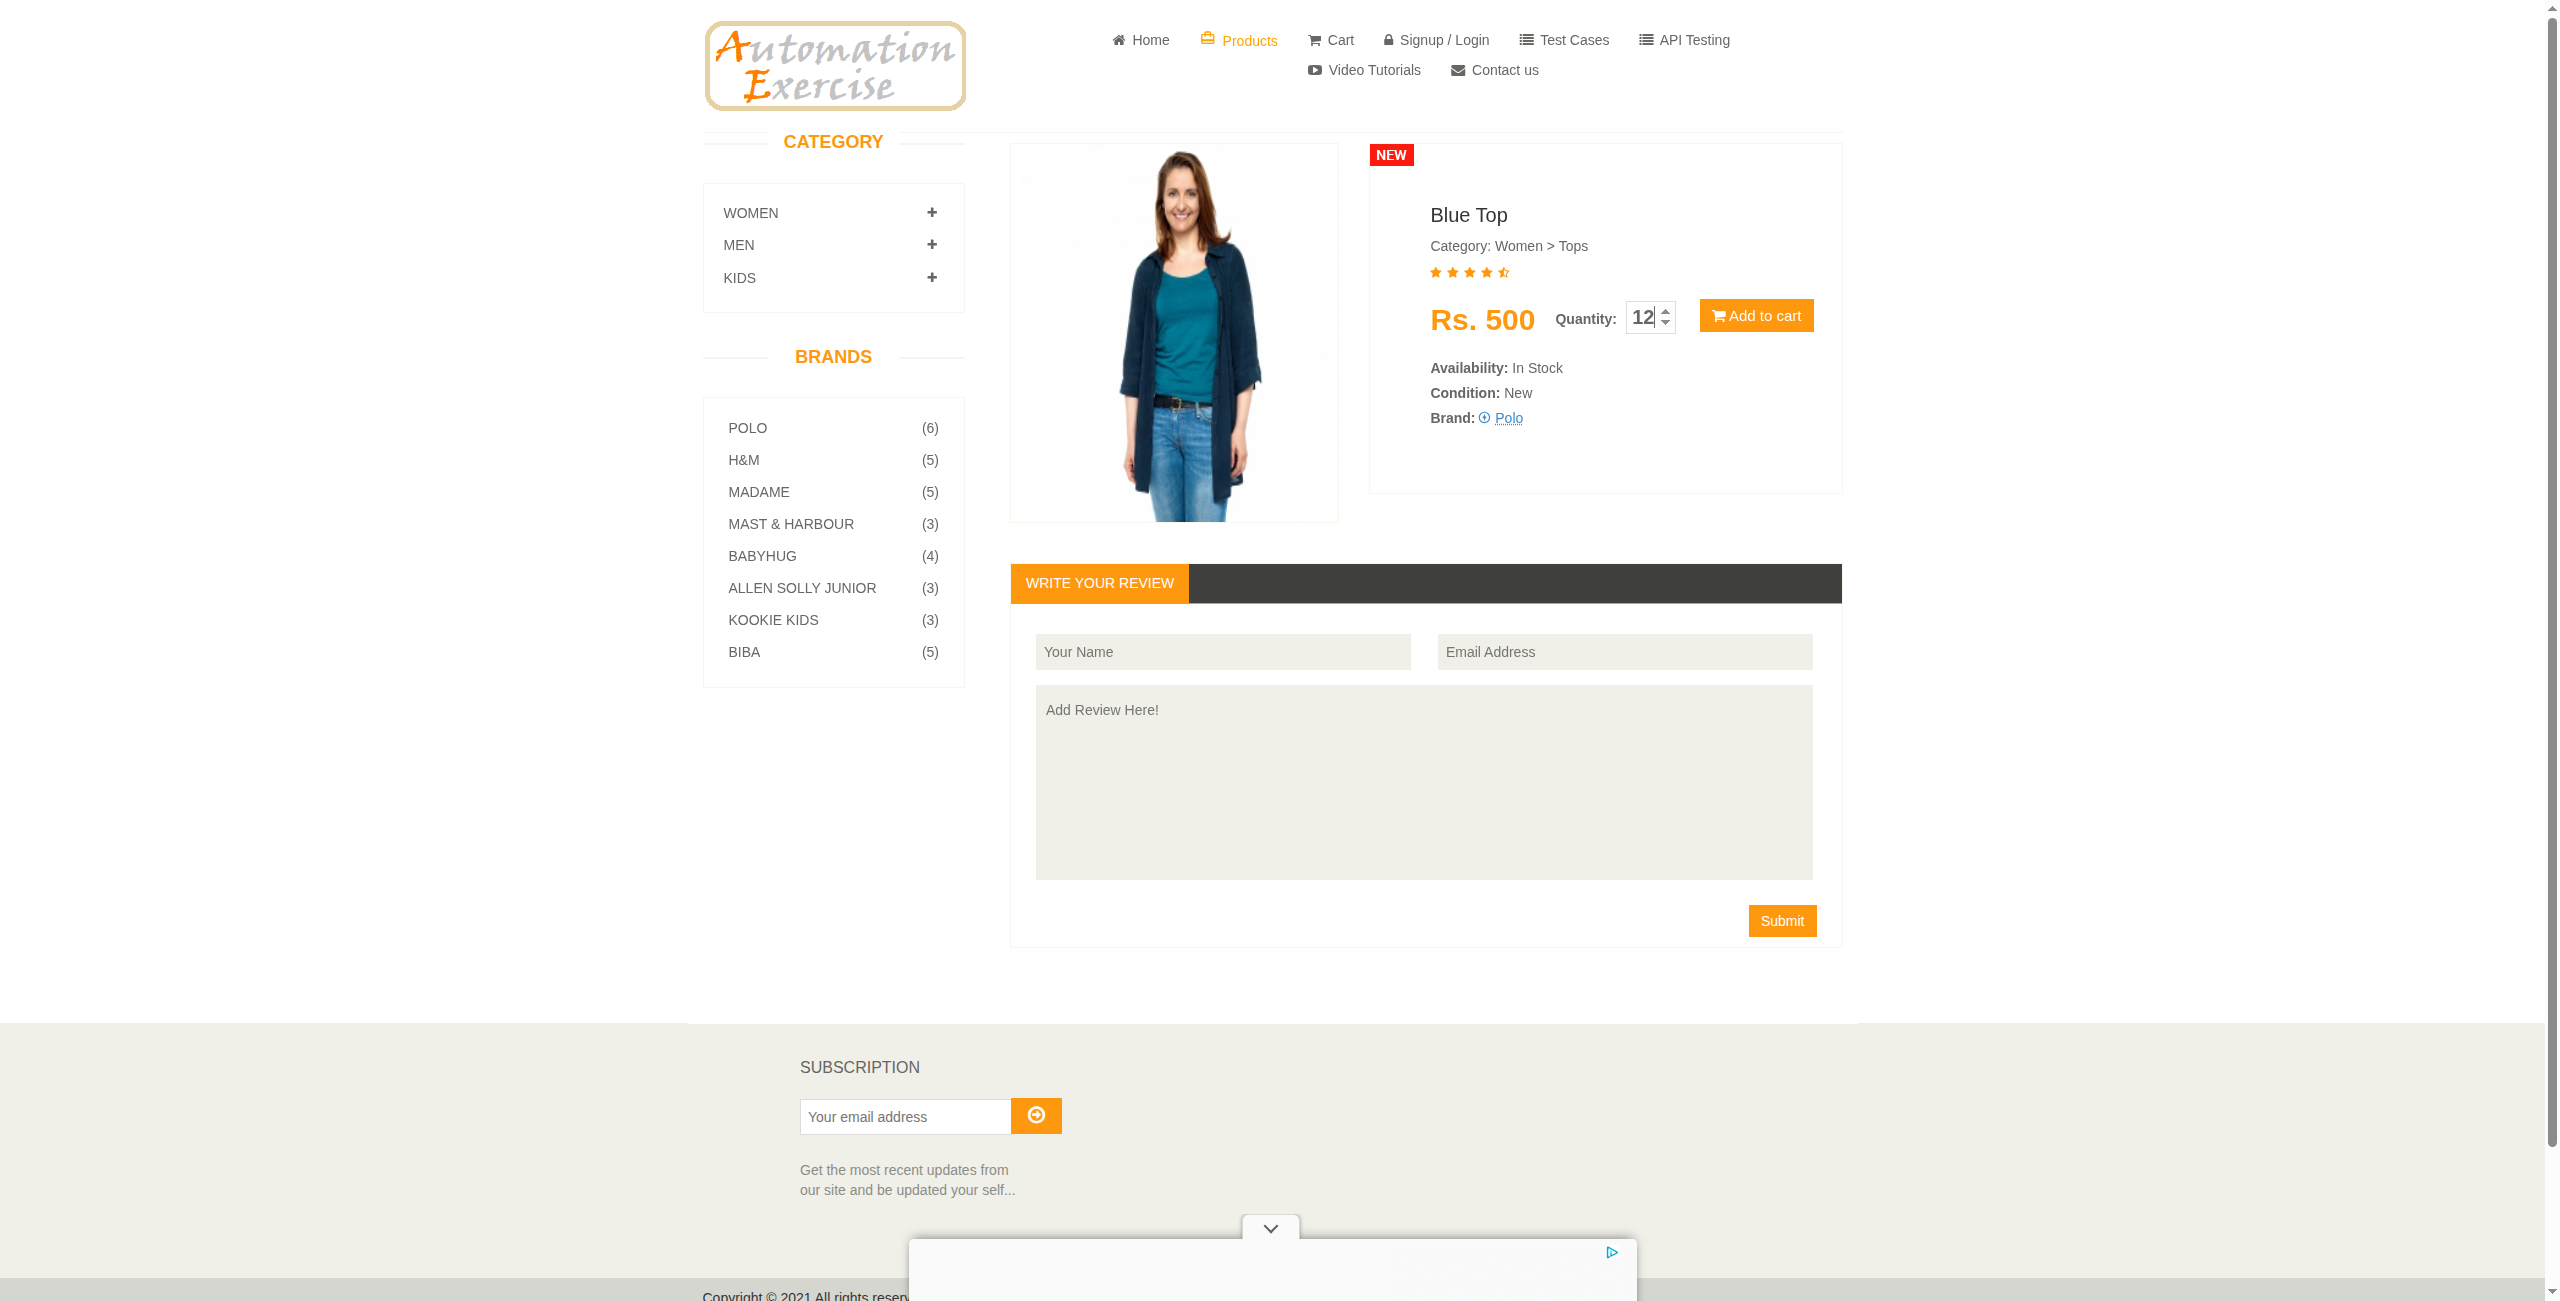 Automation
Exercise
Home
Products
Cart
Signup / Login
Test Cases
API Testing
Video Tutorials
Contact us
CATEGORY
WOMEN
MEN
KIDS
BRANDS
POLO (6)
H&M (5)
MADAME (5)
MAST & HARBOUR (3)
BABYHUG (4)
ALLEN SOLLY JUNIOR (3)
KOOKIE KIDS (3)
BIBA (5)
NEW
Blue Top
Category: Women > Tops
Rs. 500 Quantity: 12 Add to cart
Availability: In Stock
Condition: New
Brand: Polo
WRITE YOUR REVIEW
Your Name
Email Address
Add Review Here!
Submit
SUBSCRIPTION
Your email address
Get the most recent updates from
our site and be updated your self...
Copyright © 2021 All rights reserv